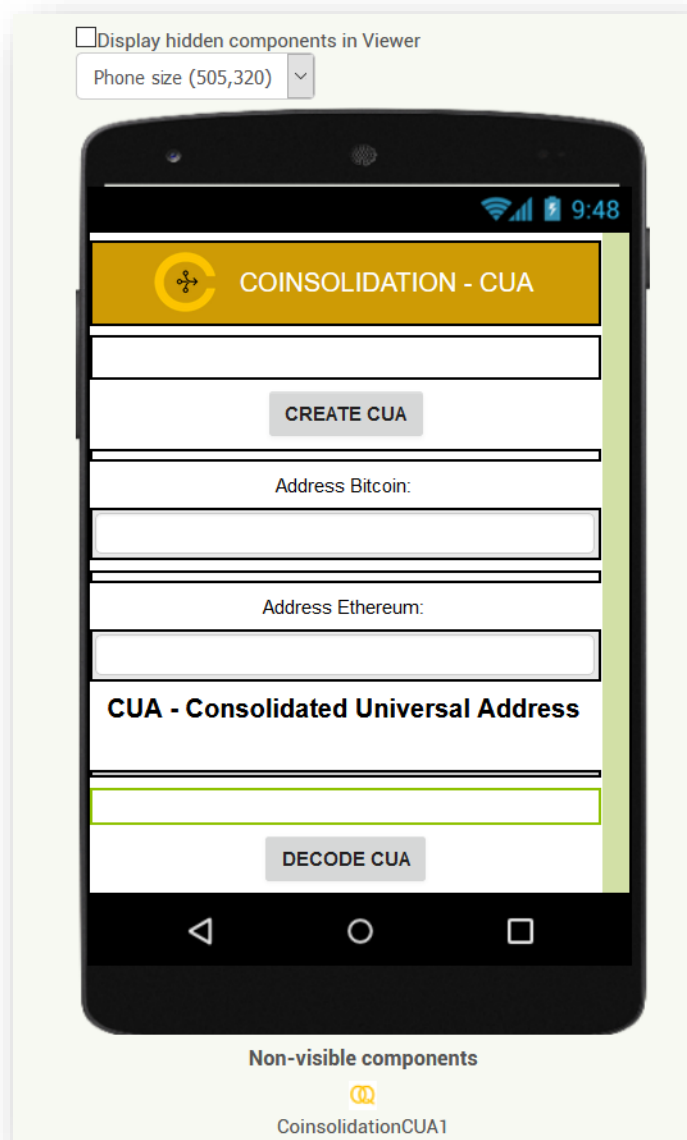 Display hidden components in Viewer
Phone size (505,320)
9:48
COINSOLIDATION - CUA
CREATE CUA
Address Bitcoin:
Address Ethereum:
CUA - Consolidated Universal Address
DECODE CUA
Non-visible components
CoinsolidationCUA1